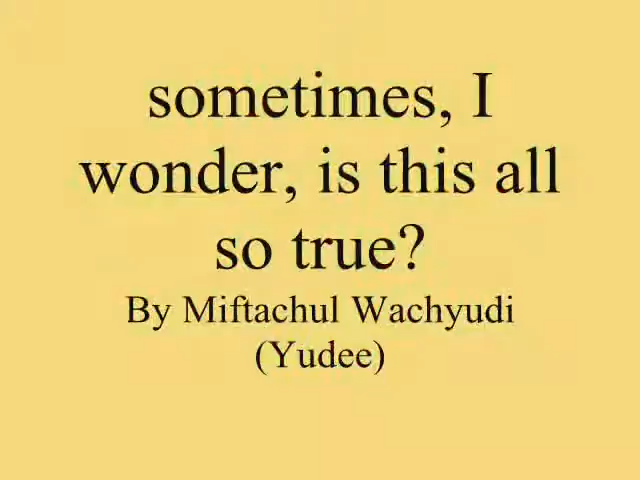 sometimes, I
wonder, is this all
so true?
By Miftachul Wachyudi
(Yudee)